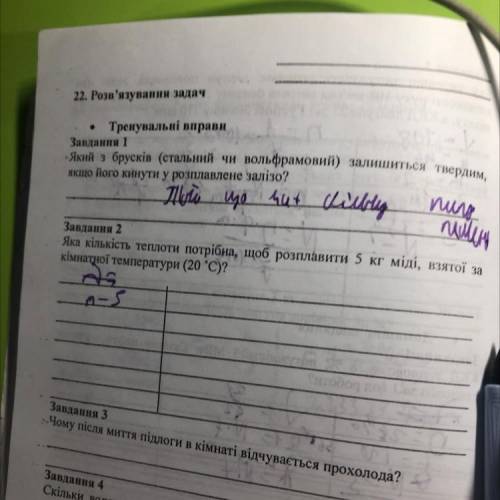 22. Розв'язування задач
• Тренувальні вправи
Завдання 1
Який з брусків (стальний чи вольфрамовий) залишиться твердим,
якщо його кинути у розплавлене залізо?
що
Завдання 2
Яка кількість теплоти потрібна, щоб розплавити 5 кг міді, взятої за
кімнатної температури (20 °C)?
Завдання 3
Чому після миття підлоги в кімнаті відчувається прохолода?
Завдання 4
Скільки